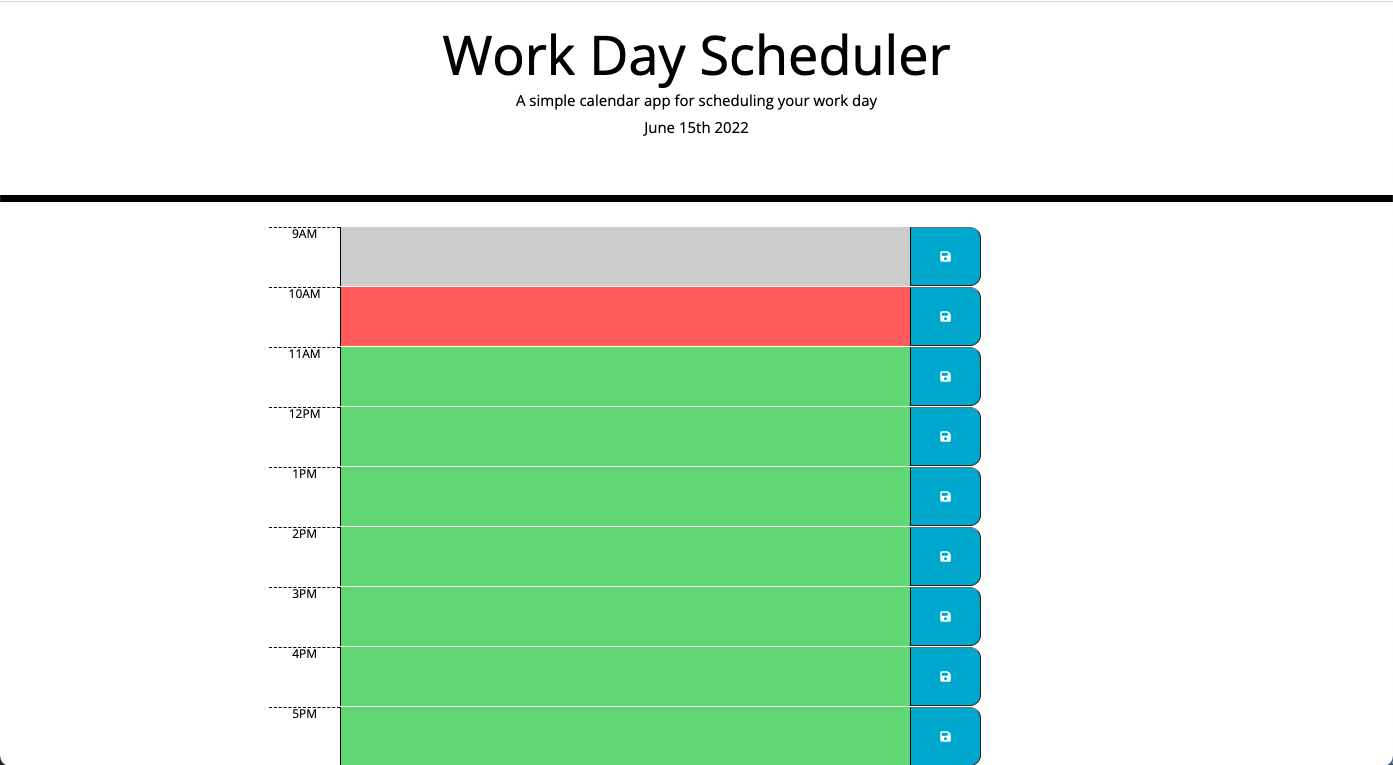 Work Day Scheduler
A simple calendar app for scheduling your work day
June 15th 2022
9AM
10AM
11AM
12PM
1PM
2PM
3PM
4PM
5PM